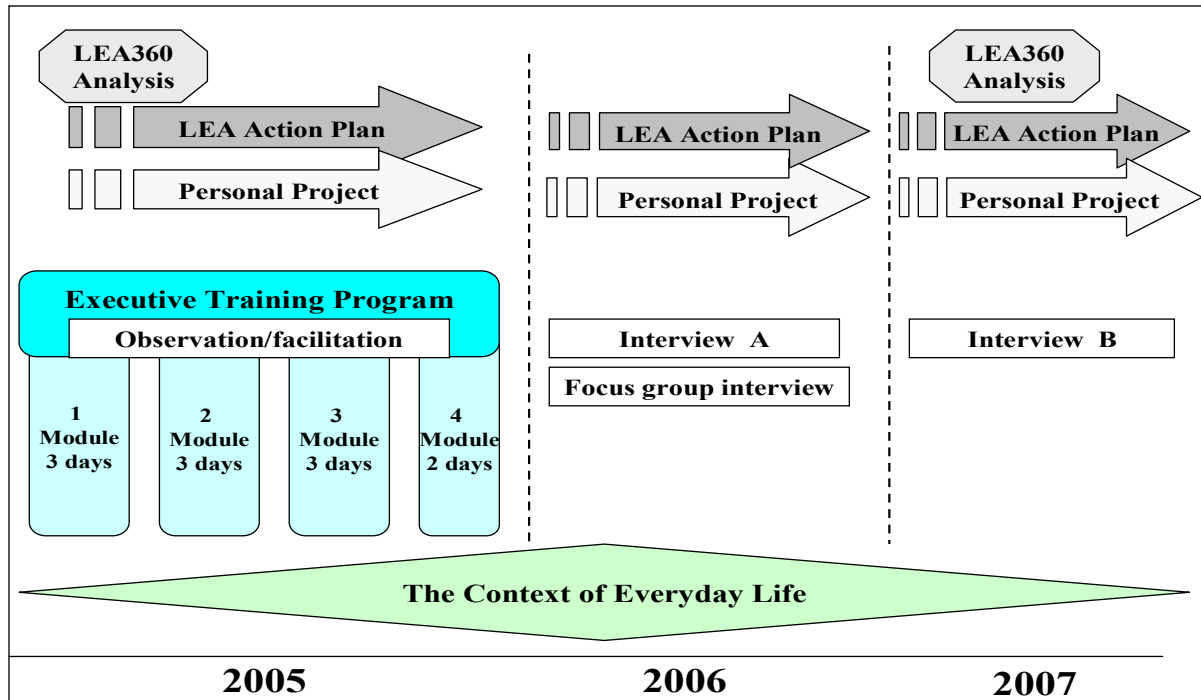 LEA360
Analysis
LEA Action Plan
Personal Project
Executive Training Program
Observation/facilitation
1
Module
3 days
2
Module
3 days
3
Module
3 days
4
Module
2 days
LEA Action Plan
Personal Project
Interview A
Focus group interview
LEA360
Analysis
LEA Action Plan
Personal Project
Interview B
The Context of Everyday Life
2005
2006
2007